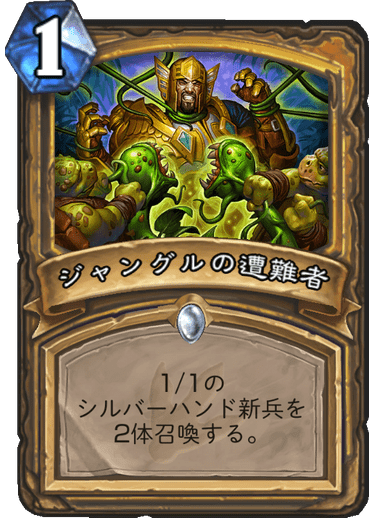 1
ジャングルの遭難者
1/1の
シルバーハンド新兵を
2体召喚する。